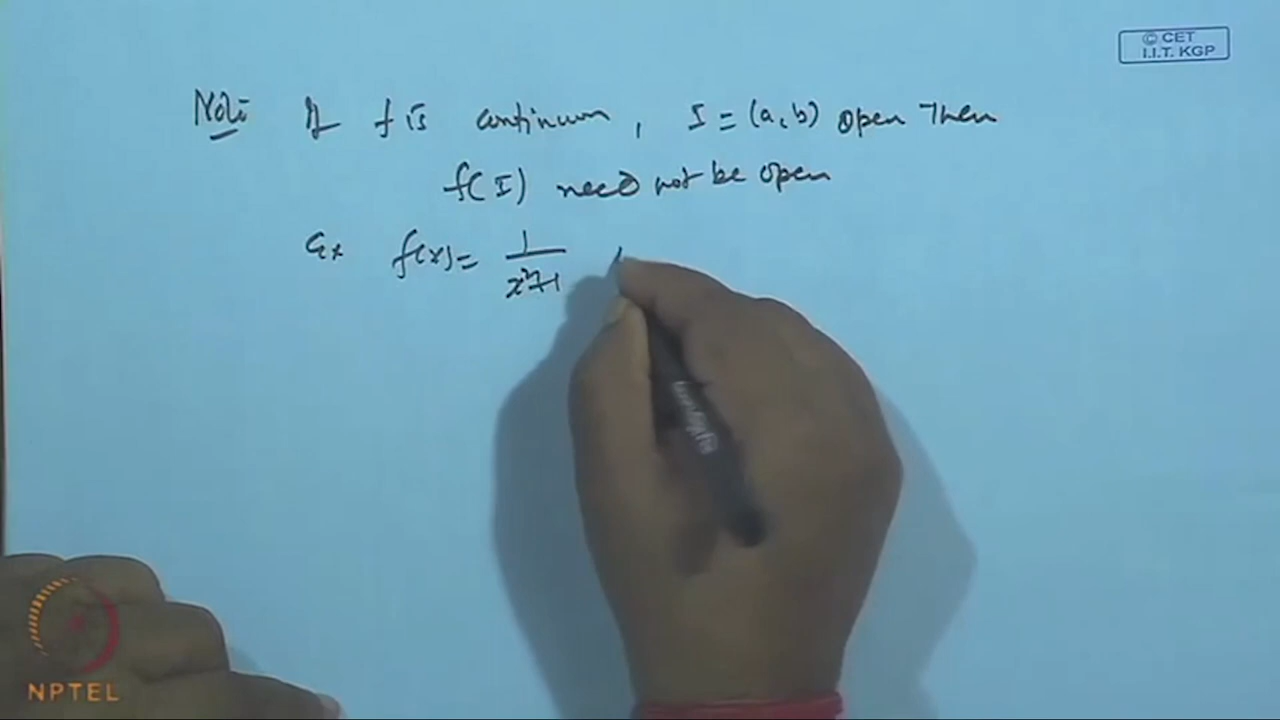 © CET
I.I.T. KGP
Note If f is continuous, I = (a, b) open Then
f(I) need not be open
Ex f(x) = 1/(x²+1)
NPTEL